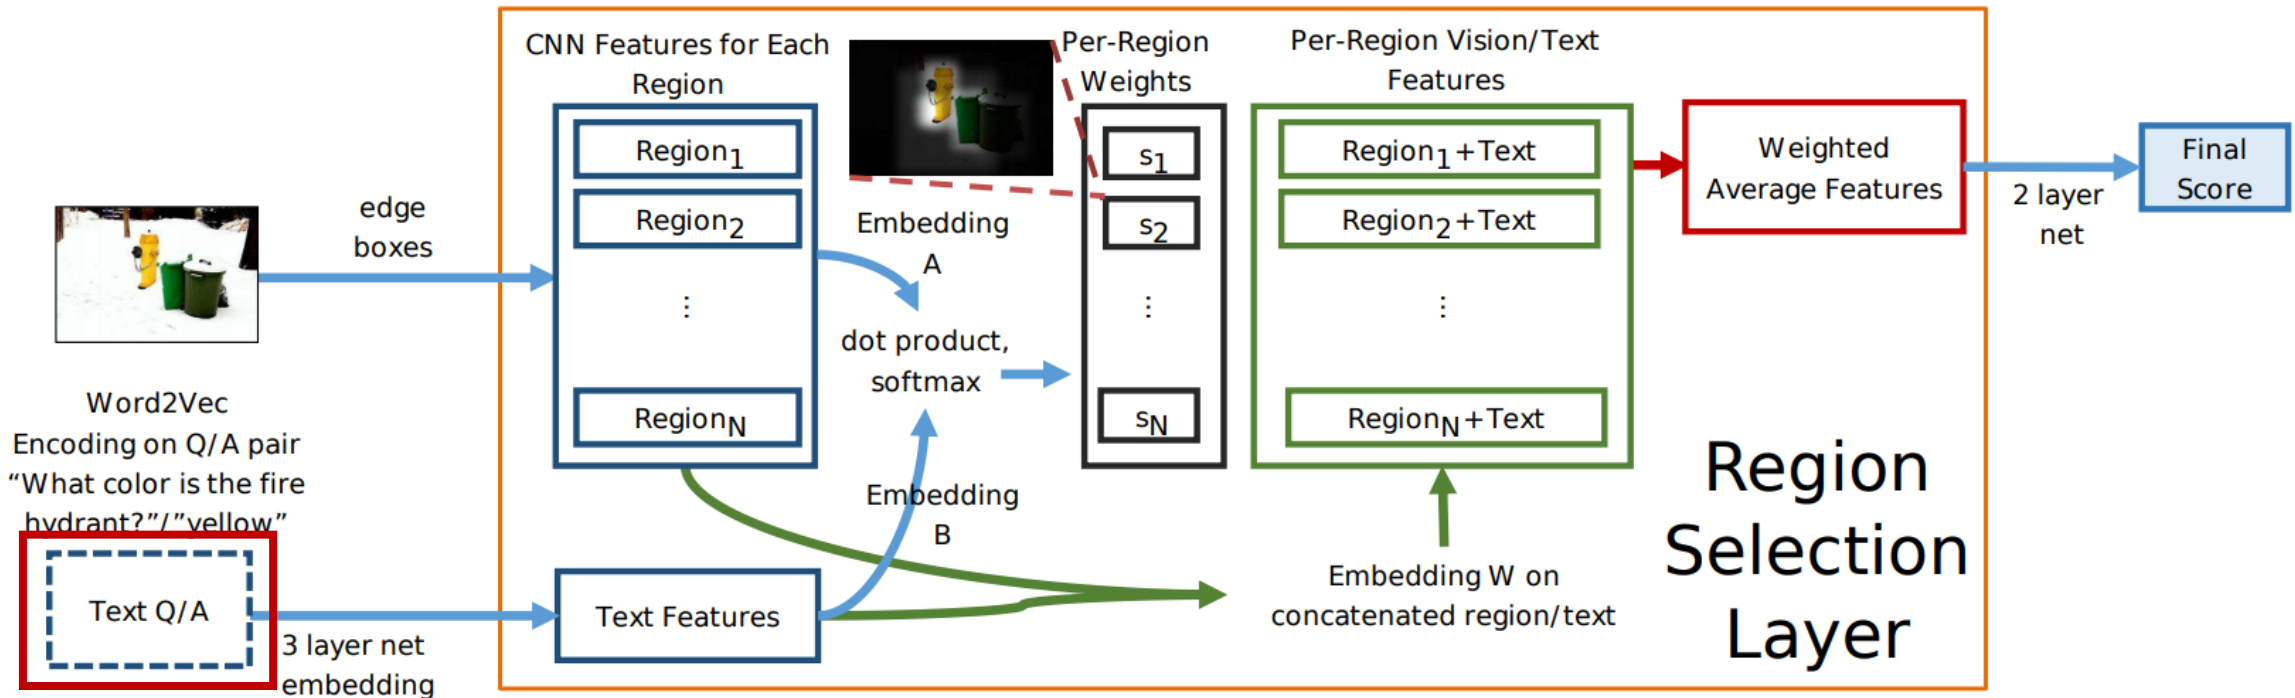 CNN Features for Each
Region
Per-Region
Weights
Per-Region Vision/Text
Features
Region1
Region2
⋮
RegionN
s1
s2
⋮
sN
Region1+Text
Region2+Text
⋮
RegionN+Text
Weighted
Average Features
Final
Score
2 layer
net
edge
boxes
Embedding
A
dot product,
softmax
Embedding
B
Word2Vec
Encoding on Q/A pair
“What color is the fire
hydrant?”/”yellow”
Text Q/A
3 layer net
embedding
Text Features
Embedding W on
concatenated region/text
Region
Selection
Layer